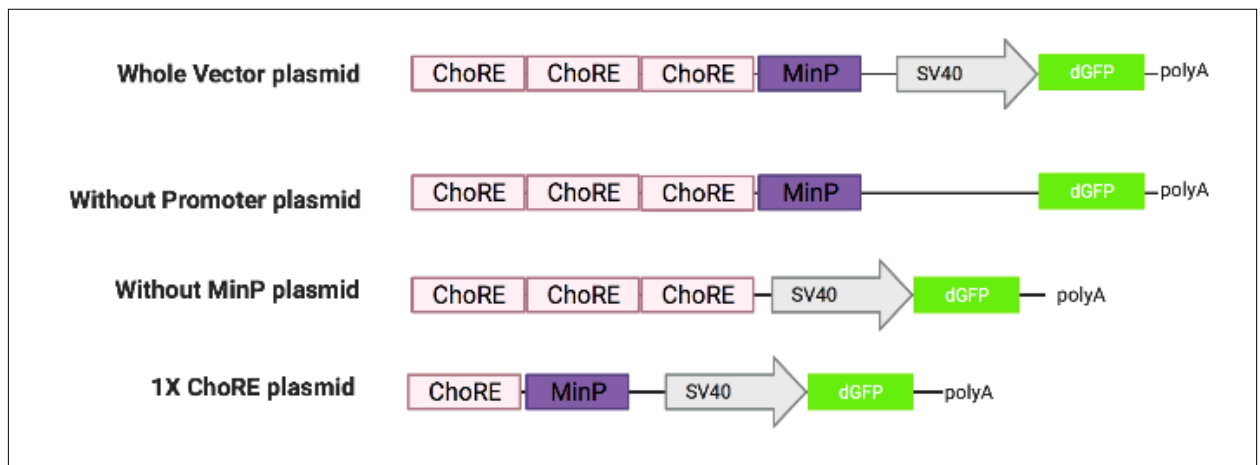 Whole Vector plasmid ChoRE ChoRE ChoRE MinP SV40 dGFP polyA
Without Promoter plasmid ChoRE ChoRE ChoRE MinP dGFP polyA
Without MinP plasmid ChoRE ChoRE ChoRE SV40 dGFP polyA
1X ChoRE plasmid ChoRE MinP SV40 dGFP polyA